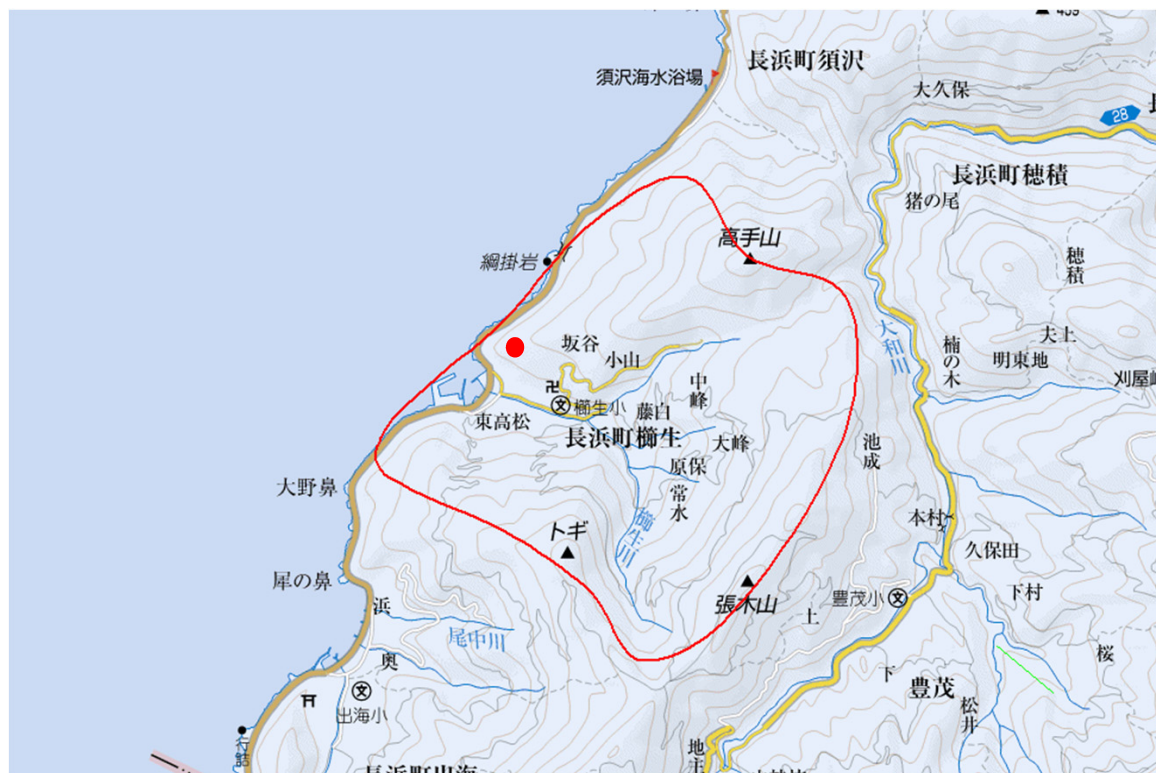 439
長浜町須沢
須沢海水浴場
大久保
28
長浜町穂積
猪の尾
高手山
穂積
網掛岩
大和川
坂谷
小山
夫上
楠の木
明東地
中峰
櫛生小
藤白
東高松
長浜町櫛生
大峰
池成
原保
大野鼻
常水
櫛生川
本村
トギ
久保田
犀の鼻
張木山
豊茂小
下村
浜
上
尾中川
奥
桜
下
豊茂
出海小
松井
行詰
地主
長浜町出海